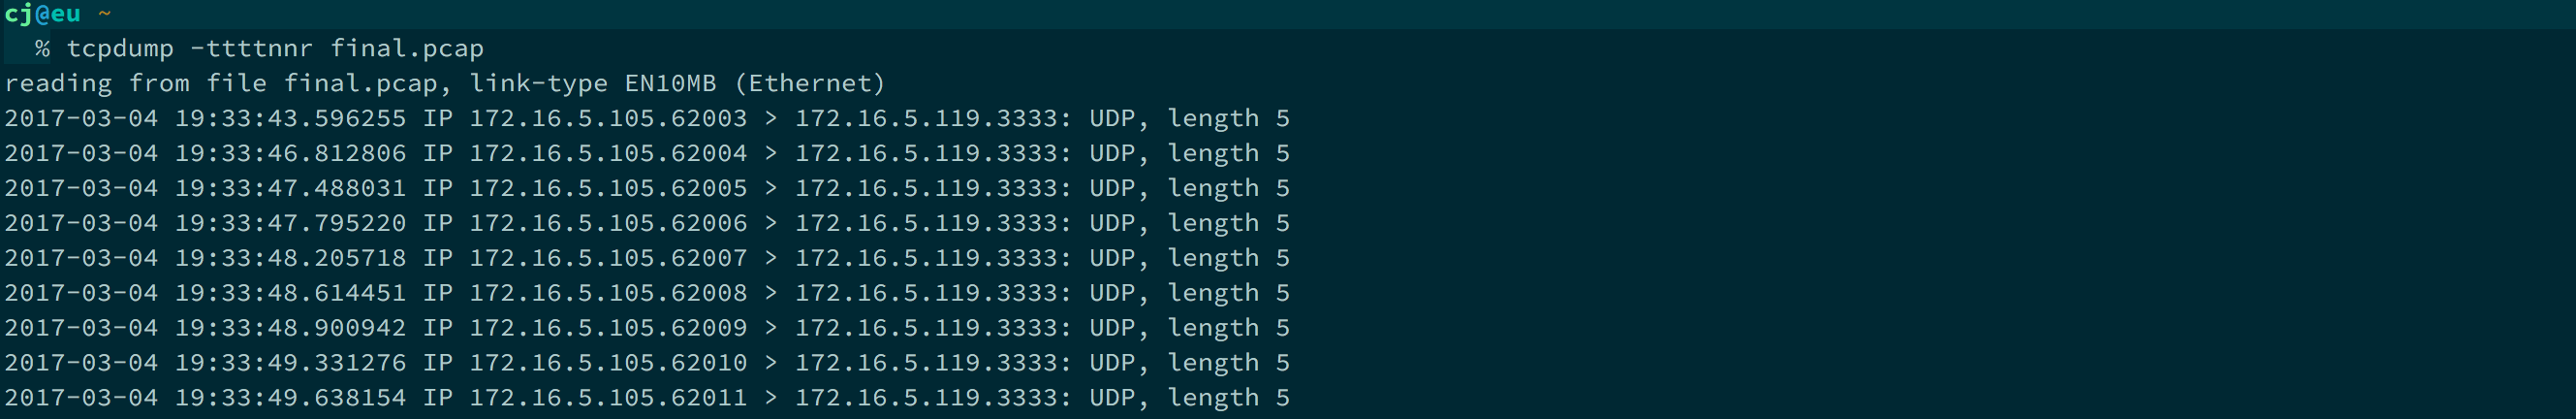 cj@eu ~
% tcpdump -ttttnnr final.pcap
reading from file final.pcap, link-type EN10MB (Ethernet)
2017-03-04 19:33:43.596255 IP 172.16.5.105.62003 > 172.16.5.119.3333: UDP, length 5
2017-03-04 19:33:46.812806 IP 172.16.5.105.62004 > 172.16.5.119.3333: UDP, length 5
2017-03-04 19:33:47.488031 IP 172.16.5.105.62005 > 172.16.5.119.3333: UDP, length 5
2017-03-04 19:33:47.795220 IP 172.16.5.105.62006 > 172.16.5.119.3333: UDP, length 5
2017-03-04 19:33:48.205718 IP 172.16.5.105.62007 > 172.16.5.119.3333: UDP, length 5
2017-03-04 19:33:48.614451 IP 172.16.5.105.62008 > 172.16.5.119.3333: UDP, length 5
2017-03-04 19:33:48.900942 IP 172.16.5.105.62009 > 172.16.5.119.3333: UDP, length 5
2017-03-04 19:33:49.331276 IP 172.16.5.105.62010 > 172.16.5.119.3333: UDP, length 5
2017-03-04 19:33:49.638154 IP 172.16.5.105.62011 > 172.16.5.119.3333: UDP, length 5